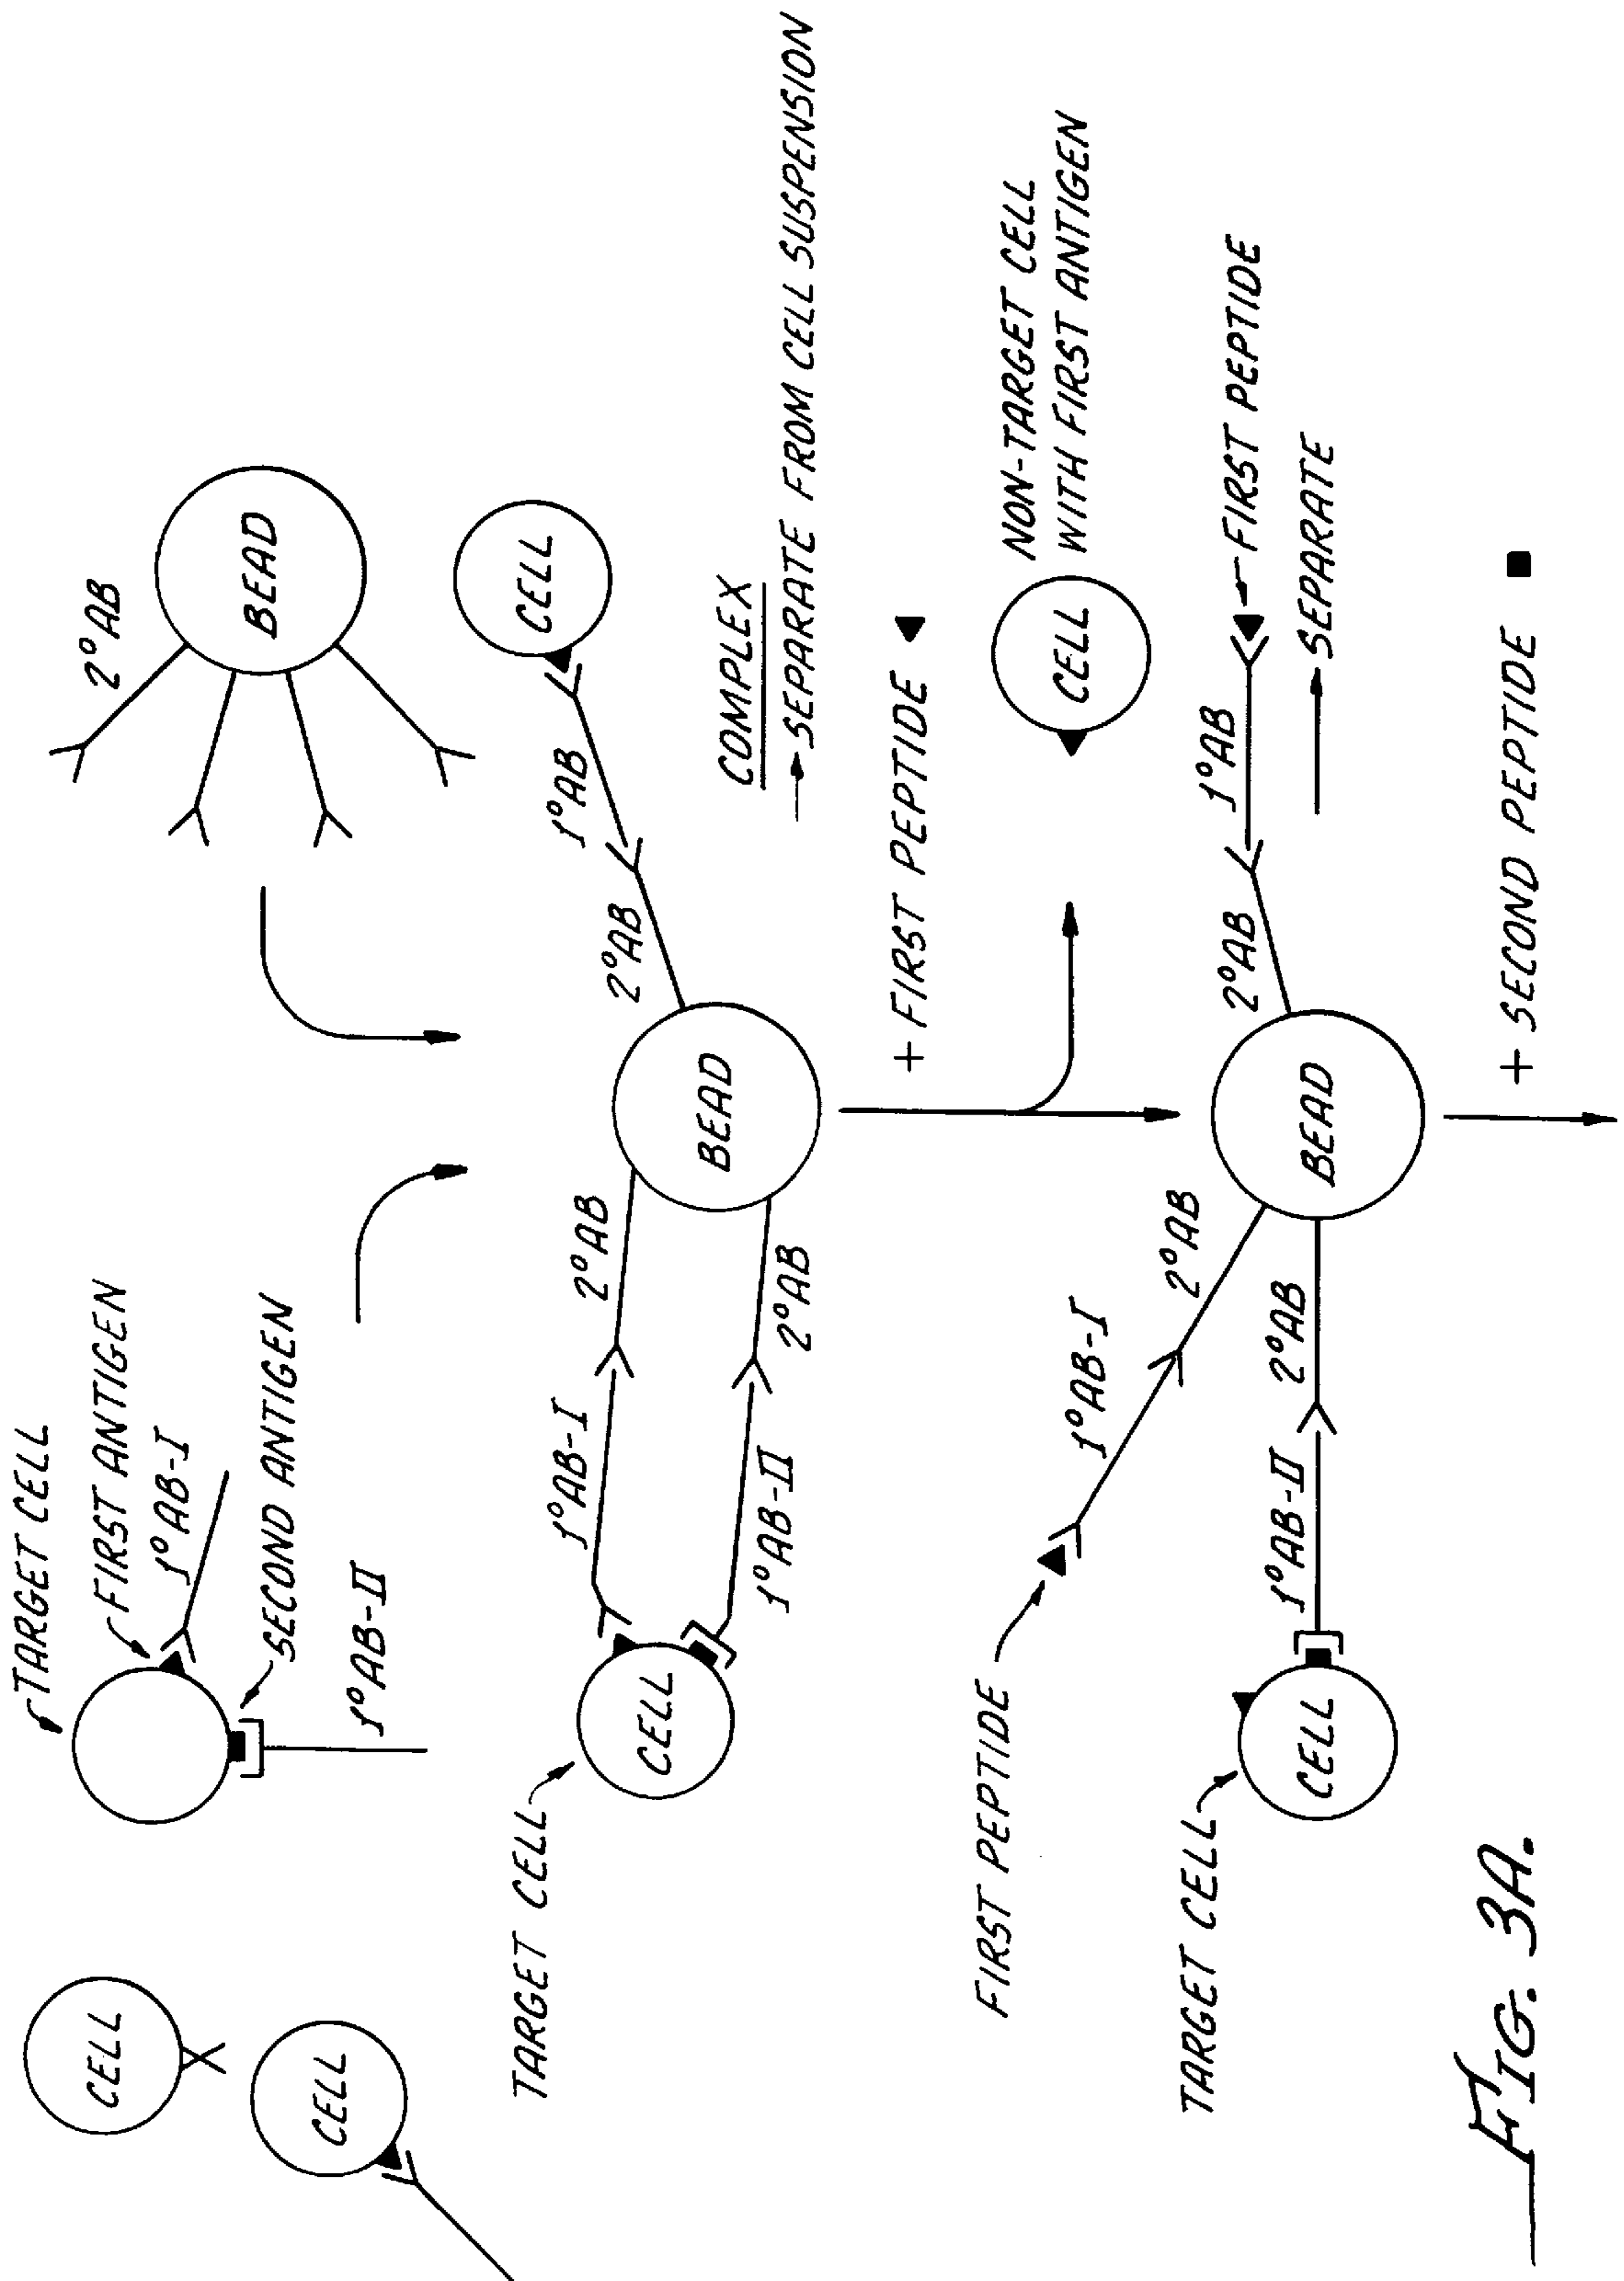 CELL
CELL
TARGET CELL
FIRST ANTIGEN
1° AB-I
SECOND ANTIGEN
1° AB-II
2° AB
BEAD
TARGET CELL
CELL
1° AB-I
2° AB
1° AB-II
2° AB
BEAD
2° AB
1° AB
CELL
COMPLEX
SEPARATE FROM CELL SUSPENSION
+ FIRST PEPTIDE
CELL
NON-TARGET CELL
WITH FIRST ANTIGEN
FIRST PEPTIDE
1° AB-I
2° AB
TARGET CELL
CELL
1° AB-II
2° AB
BEAD
2° AB
1° AB
FIRST PEPTIDE
SEPARATE
+ SECOND PEPTIDE
FIG. 3A.